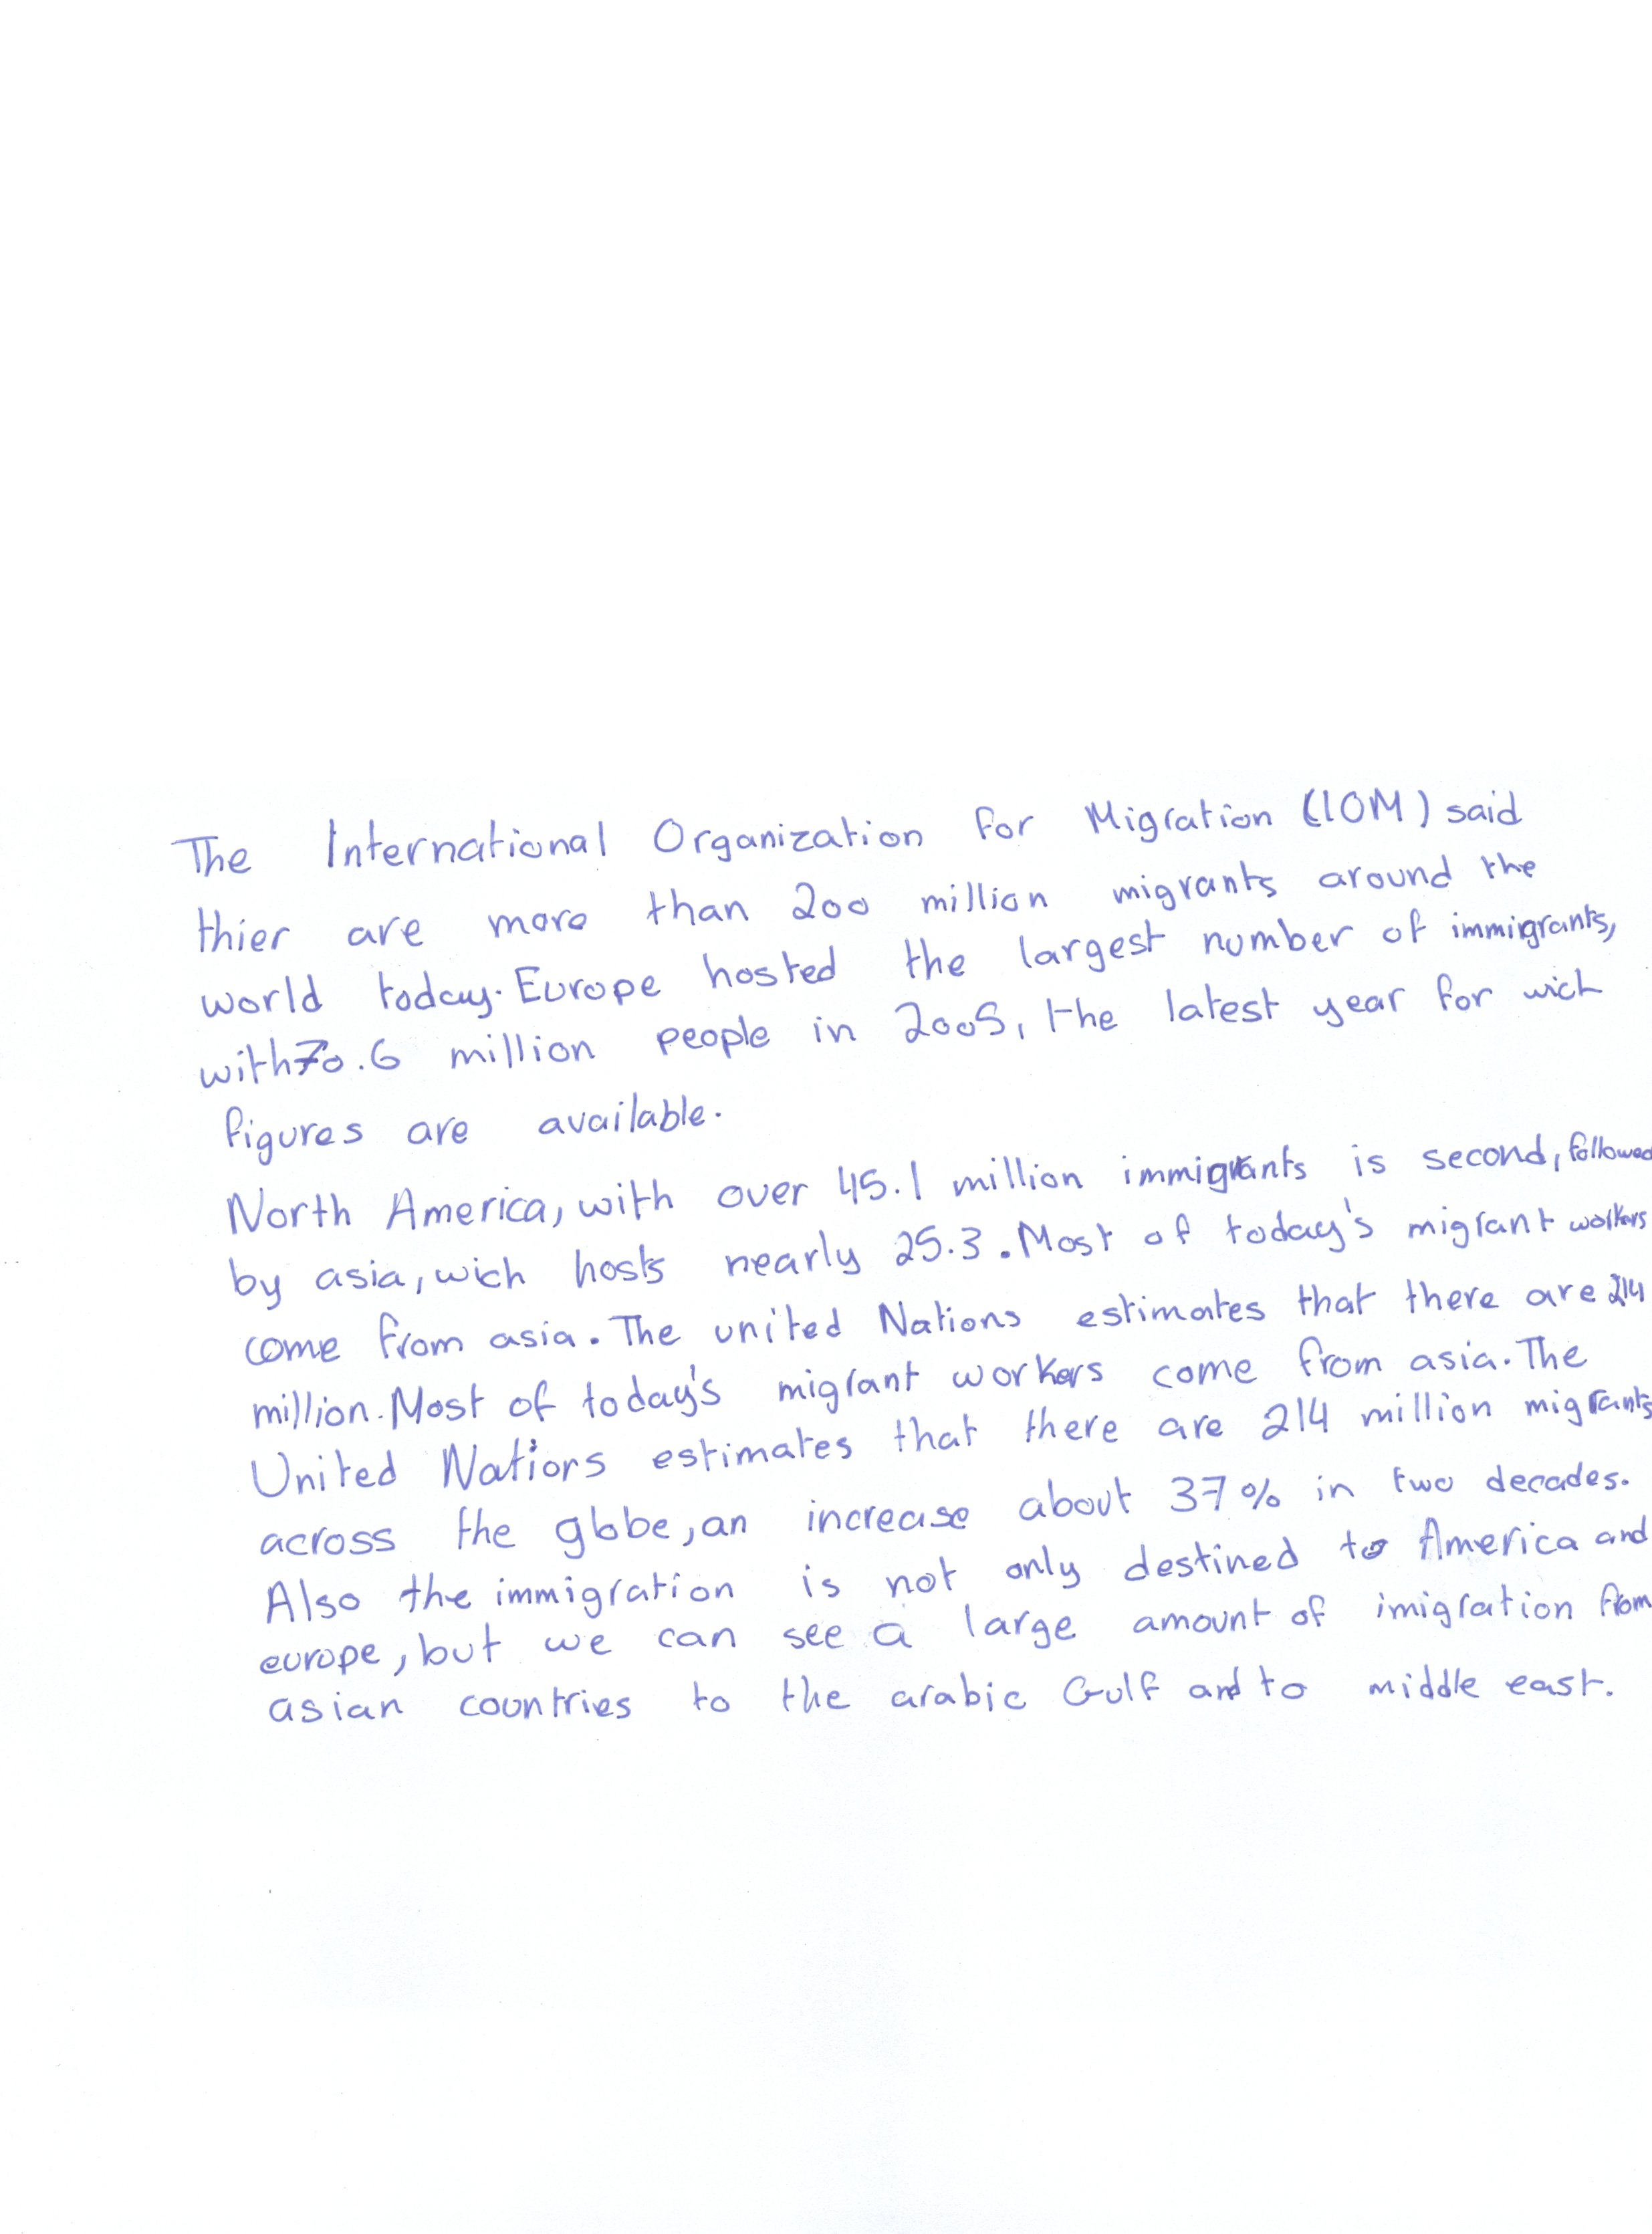 The International Organization for Migration (IOM) said
thier are more than 200 million migrants around the
world today. Europe hosted the largest number of immigrants,
with 70.6 million people in 2005, the latest year for wich
figures are available.
North America, with over 45.1 million immigrants is second, followed
by asia, wich hosts nearly 25.3. Most of today's migrant workers
come from asia. The united Nations estimates that there are 214
million. Most of today's migrant workers come from asia. The
United Nations estimates that there are 214 million migrants
across the globe, an increase about 37% in two decades.
Also the immigration is not only destined to America and
europe, but we can see a large amount of imigration from
asian countries to the arabic Gulf and to middle east.